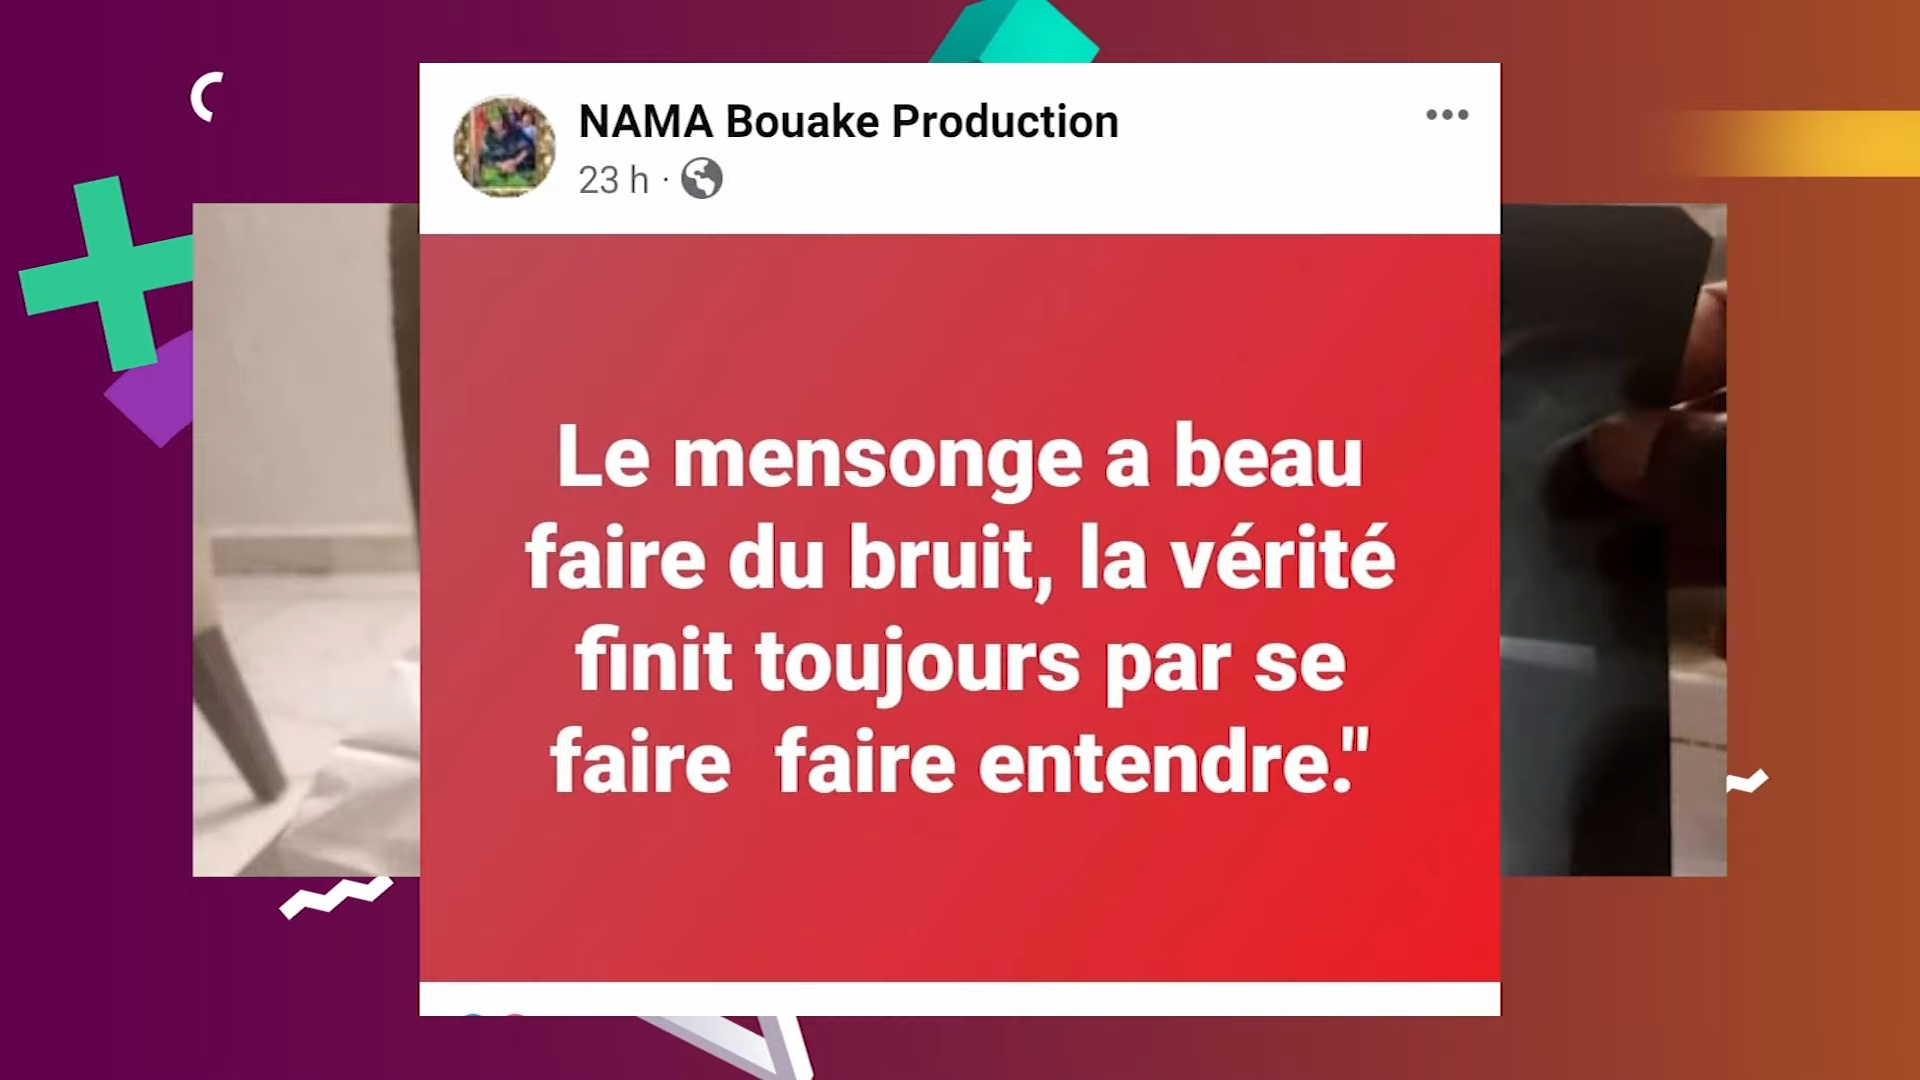 NAMA Bouake Production
23 h ·
Le mensonge a beau
faire du bruit, la vérité
finit toujours par se
faire  faire entendre."